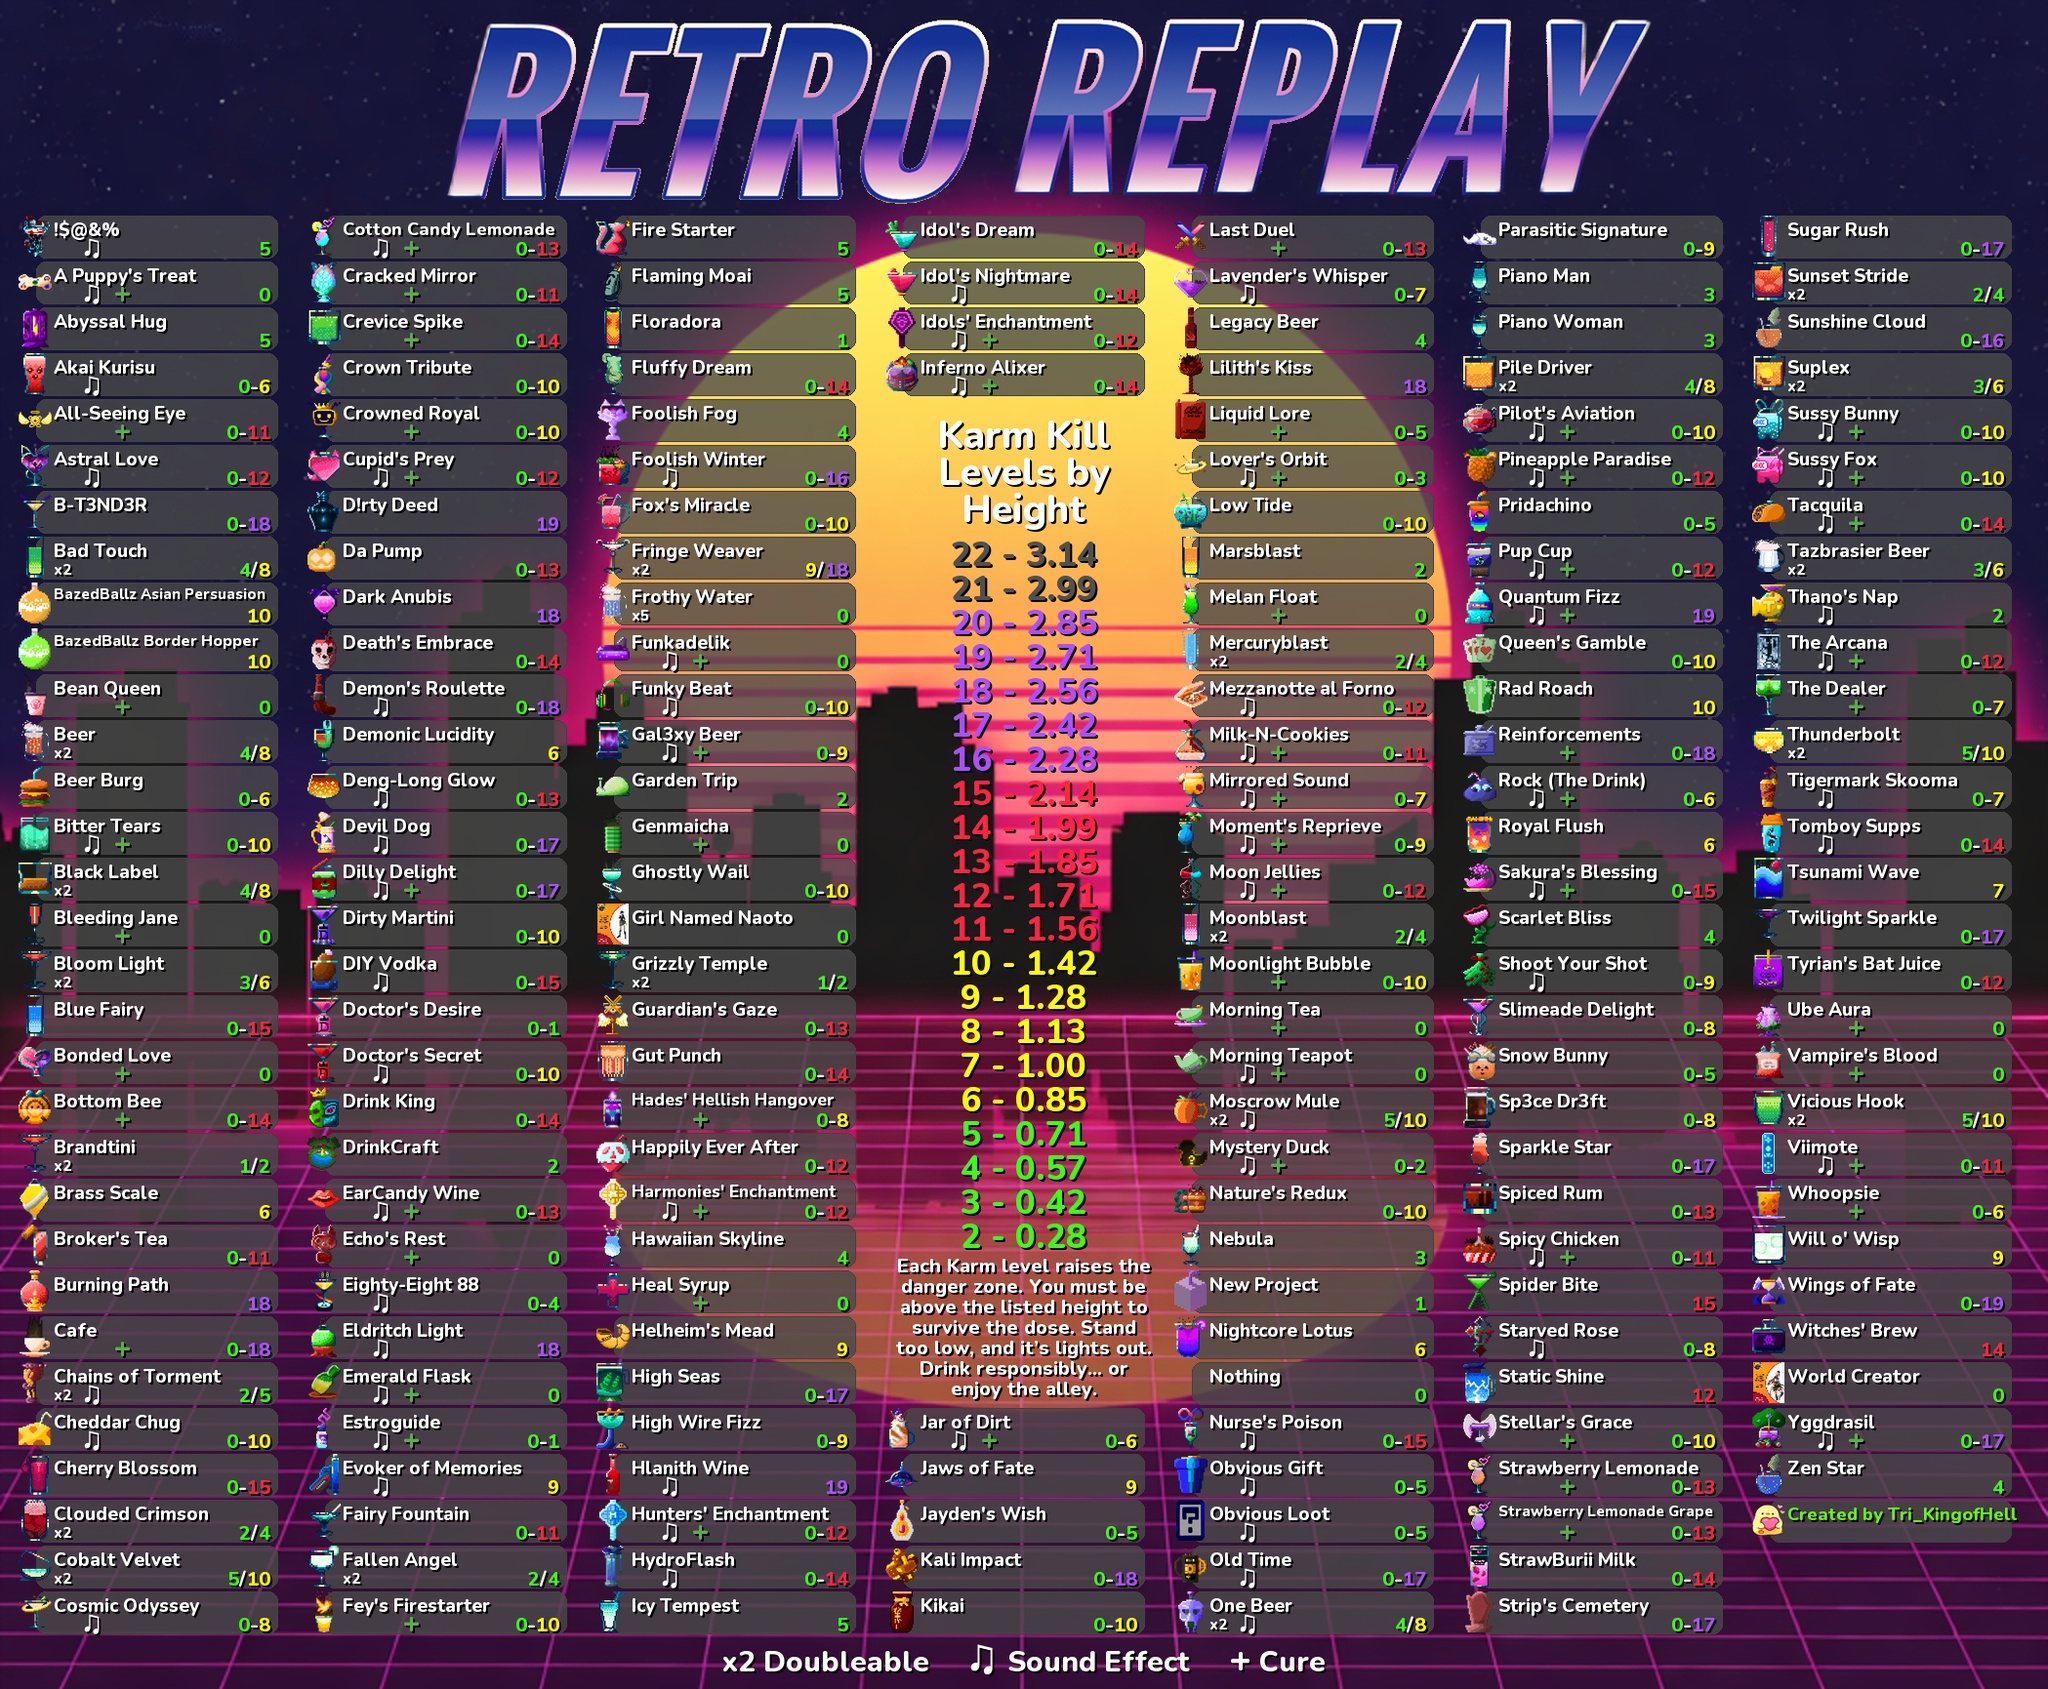 RETRO REPLAY
!$@&%
♫ 5
A Puppy's Treat
♫ + 0
Abyssal Hug
5
Akai Kurisu
♫ 0-6
All-Seeing Eye
+ 0-11
Astral Love
♫ 0-12
B-T3ND3R
0-18
Bad Touch
x2 4/8
BazedBallz Asian Persuasion
10
BazedBallz Border Hopper
10
Bean Queen
+ 0
Beer
x2 4/8
Beer Burg
0-6
Bitter Tears
♫ + 0-10
Black Label
x2 4/8
Bleeding Jane
+ 0
Bloom Light
x2 3/6
Blue Fairy
0-15
Bonded Love
+ 0
Bottom Bee
+ 0-14
Brandtini
x2 1/2
Brass Scale
6
Broker's Tea
0-11
Burning Path
18
Cafe
+ 0-18
Chains of Torment
x2 ♫ 2/5
Cheddar Chug
♫ 0-10
Cherry Blossom
0-15
Clouded Crimson
x2 2/4
Cobalt Velvet
x2 5/10
Cosmic Odyssey
♫ 0-8
Cotton Candy Lemonade
♫ + 0-13
Cracked Mirror
+ 0-11
Crevice Spike
+ 0-14
Crown Tribute
0-10
Crowned Royal
+ 0-10
Cupid's Prey
♫ + 0-12
D!rty Deed
19
Da Pump
0-13
Dark Anubis
18
Death's Embrace
0-14
Demon's Roulette
♫ 0-18
Demonic Lucidity
6
Deng-Long Glow
♫ 0-13
Devil Dog
♫ 0-17
Dilly Delight
♫ + 0-17
Dirty Martini
0-10
DIY Vodka
♫ 0-15
Doctor's Desire
0-1
Doctor's Secret
♫ 0-10
Drink King
0-14
DrinkCraft
2
EarCandy Wine
♫ + 0-13
Echo's Rest
+ 0
Eighty-Eight 88
♫ 0-4
Eldritch Light
♫ 18
Emerald Flask
♫ + 0
Estroguide
♫ + 0-1
Evoker of Memories
♫ 9
Fairy Fountain
0-11
Fallen Angel
x2 2/4
Fey's Firestarter
+ 0-10
Fire Starter
5
Flaming Moai
5
Floradora
1
Fluffy Dream
0-14
Foolish Fog
4
Foolish Winter
♫ 0-16
Fox's Miracle
0-10
Fringe Weaver
x2 9/18
Frothy Water
x5 0
Funkadelik
♫ + 0
Funky Beat
♫ 0-10
Gal3xy Beer
♫ + 0-9
Garden Trip
2
Genmaicha
+ 0
Ghostly Wail
0-10
Girl Named Naoto
0
Grizzly Temple
x2 1/2
Guardian's Gaze
0-13
Gut Punch
0-14
Hades' Hellish Hangover
+ 0-8
Happily Ever After
0-12
Harmonies' Enchantment
♫ + 0-12
Hawaiian Skyline
4
Heal Syrup
+ 0
Helheim's Mead
9
High Seas
0-17
High Wire Fizz
0-9
Hlanith Wine
19
Hunters' Enchantment
♫ + 0-12
HydroFlash
♫ 0-14
Icy Tempest
5
Idol's Dream
0-14
Idol's Nightmare
♫ 0-14
Idols' Enchantment
♫ + 0-12
Inferno Alixer
♫ + 0-14
Karm Kill
Levels by
Height
22 - 3.14
21 - 2.99
20 - 2.85
19 - 2.71
18 - 2.56
17 - 2.42
16 - 2.28
15 - 2.14
14 - 1.99
13 - 1.85
12 - 1.71
11 - 1.56
10 - 1.42
9 - 1.28
8 - 1.13
7 - 1.00
6 - 0.85
5 - 0.71
4 - 0.57
3 - 0.42
2 - 0.28
Each Karm level raises the
danger zone. You must be
above the listed height to
survive the dose. Stand
too low, and it's lights out.
Drink responsibly... or
enjoy the alley.
Jar of Dirt
♫ + 0-6
Jaws of Fate
9
Jayden's Wish
0-5
Kali Impact
0-18
Kikai
0-10
Last Duel
+ 0-13
Lavender's Whisper
♫ 0-7
Legacy Beer
4
Lilith's Kiss
18
Liquid Lore
+ 0-5
Lover's Orbit
♫ + 0-3
Low Tide
0-10
Marsblast
2
Melan Float
+ 0
Mercuryblast
x2 2/4
Mezzanotte al Forno
♫ 0-12
Milk-N-Cookies
♫ + 0-11
Mirrored Sound
♫ + 0-7
Moment's Reprieve
♫ + 0-9
Moon Jellies
♫ + 0-12
Moonblast
x2 2/4
Moonlight Bubble
+ 0-10
Morning Tea
+ 0
Morning Teapot
♫ + 0
Moscrow Mule
x2 ♫ 5/10
Mystery Duck
♫ + 0-2
Nature's Redux
0-10
Nebula
3
New Project
1
Nightcore Lotus
6
Nothing
0
Nurse's Poison
♫ 0-15
Obvious Gift
♫ 0-5
Obvious Loot
♫ 0-5
Old Time
♫ 0-17
One Beer
x2 ♫ 4/8
Parasitic Signature
0-9
Piano Man
3
Piano Woman
3
Pile Driver
x2 4/8
Pilot's Aviation
♫ + 0-10
Pineapple Paradise
♫ + 0-12
Pridachino
0-5
Pup Cup
♫ + 0-12
Quantum Fizz
♫ + 19
Queen's Gamble
0-10
Rad Roach
10
Reinforcements
+ 0-18
Rock (The Drink)
♫ + 0-6
Royal Flush
6
Sakura's Blessing
♫ + 0-15
Scarlet Bliss
4
Shoot Your Shot
♫ 0-9
Slimeade Delight
0-8
Snow Bunny
0-5
Sp3ce Dr3ft
0-8
Sparkle Star
0-17
Spiced Rum
0-13
Spicy Chicken
♫ + 0-11
Spider Bite
15
Starved Rose
♫ 0-8
Static Shine
12
Stellar's Grace
+ 0-10
Strawberry Lemonade
+ 0-13
Strawberry Lemonade Grape
+ 0-13
StrawBurii Milk
0-14
Strip's Cemetery
0-17
Sugar Rush
0-17
Sunset Stride
x2 2/4
Sunshine Cloud
0-16
Suplex
x2 3/6
Sussy Bunny
♫ + 0-10
Sussy Fox
♫ + 0-10
Tacquila
♫ + 0-14
Tazbrasier Beer
x2 3/6
Thano's Nap
♫ 2
The Arcana
♫ + 0-12
The Dealer
+ 0-7
Thunderbolt
x2 5/10
Tigermark Skooma
♫ 0-7
Tomboy Supps
♫ 0-14
Tsunami Wave
7
Twilight Sparkle
0-17
Tyrian's Bat Juice
0-12
Ube Aura
+ 0
Vampire's Blood
+ 0
Vicious Hook
x2 5/10
Viimote
♫ + 0-11
Whoopsie
+ 0-6
Will o' Wisp
9
Wings of Fate
0-19
Witches' Brew
14
World Creator
0
Yggdrasil
♫ + 0-17
Zen Star
4
Created by Tri_KingofHell
x2 Doubleable ♫ Sound Effect + Cure